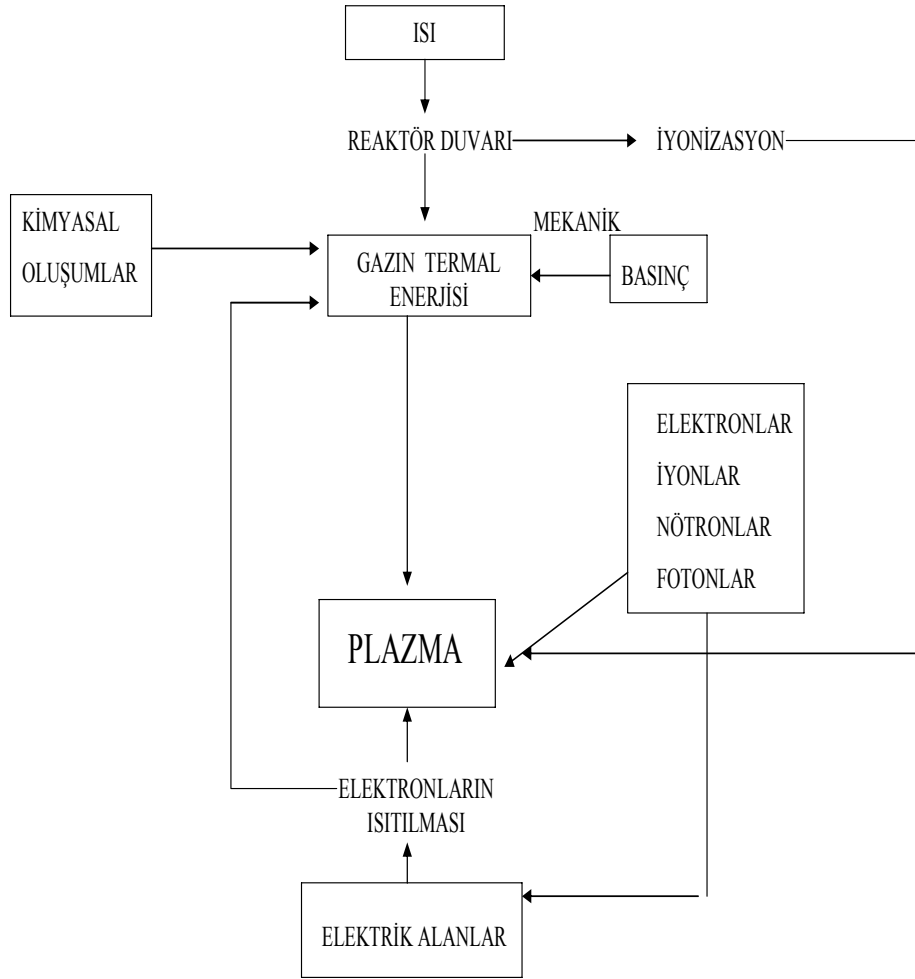 ISI
REAKTÖR DUVARI
İYONİZASYON
KİMYASAL
OLUŞUMLAR
MEKANİK
GAZIN TERMAL
ENERJİSİ
BASINÇ
ELEKTRONLAR
İYONLAR
NÖTRONLAR
FOTONLAR
PLAZMA
ELEKTRONLARIN
ISITILMASI
ELEKTRİK ALANLAR